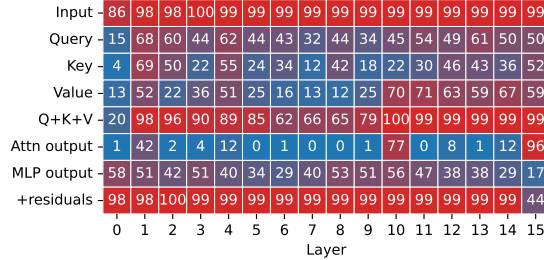 Input 86 98 98 100 99 99 99 99 99 99 99 99 99 99 99 99
Query 15 68 60 44 62 44 43 32 44 34 45 54 49 61 50 50
Key 4 69 50 22 55 24 34 12 42 18 22 30 46 43 36 52
Value 13 52 22 36 51 25 16 13 12 25 70 71 63 59 67 59
Q+K+V 20 98 96 90 89 85 62 66 65 79 100 99 99 99 99 99
Attn output 1 42 2 4 12 0 1 0 0 1 77 0 8 1 12 96
MLP output 58 51 42 51 40 34 29 40 53 51 56 47 38 38 29 17
+residuals 98 98 100 99 99 99 99 99 99 99 99 99 99 99 99 44
0 1 2 3 4 5 6 7 8 9 10 11 12 13 14 15
Layer